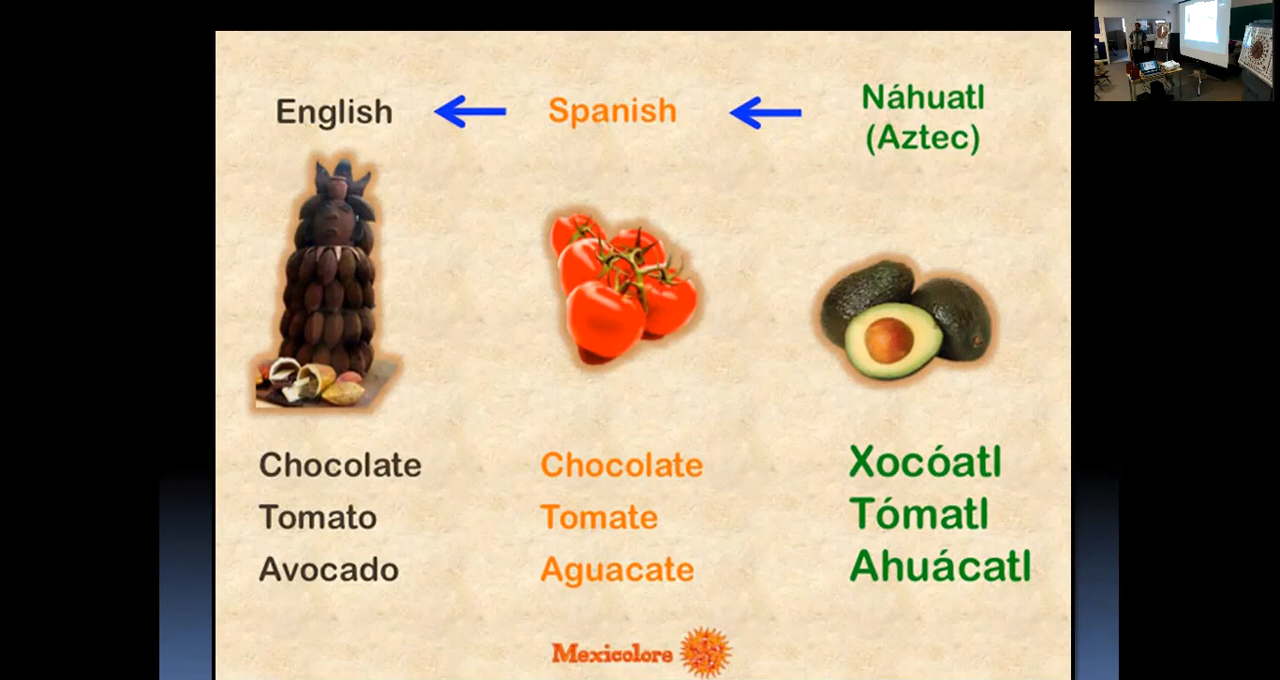 English
Spanish
Náhuatl
(Aztec)
Chocolate
Chocolate
Xocóatl
Tomato
Tomate
Tómatl
Avocado
Aguacate
Ahuácatl
Mexicolore